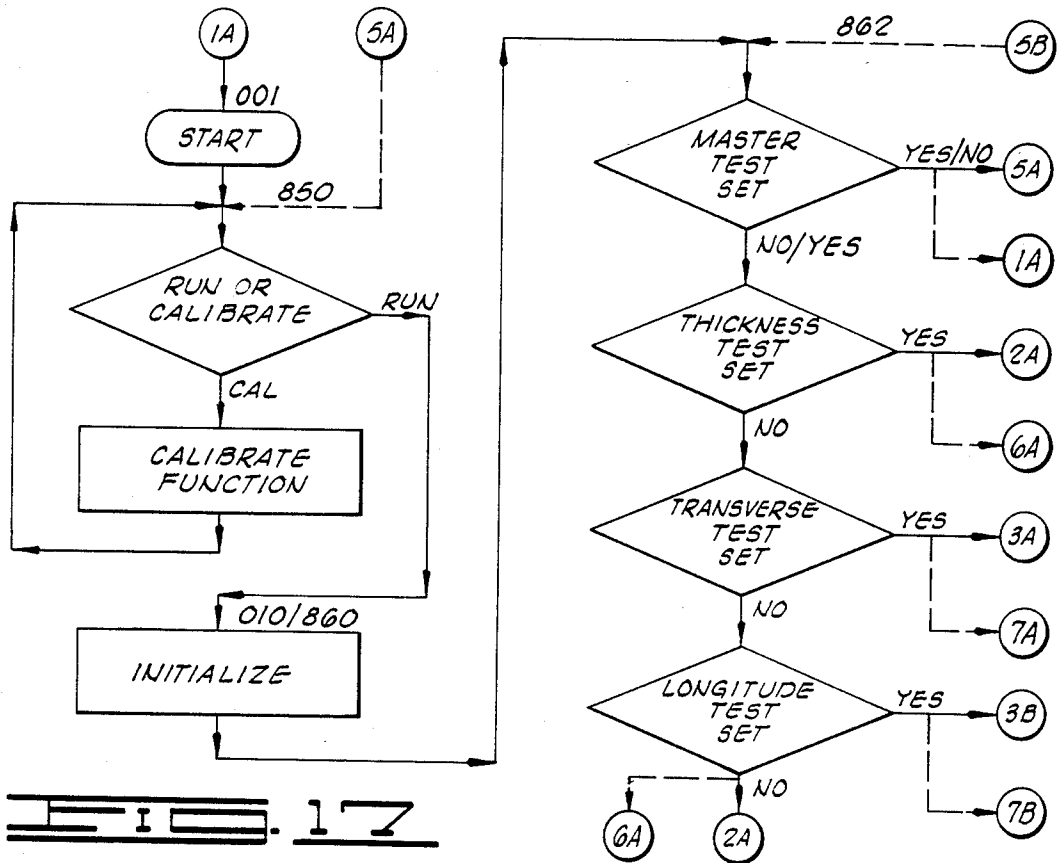 1A
5A
001
START
850
RUN OR
CALIBRATE
RUN
CAL
CALIBRATE
FUNCTION
010/860
INITIALIZE
862
5B
MASTER
TEST
SET
YES/NO
5A
1A
NO/YES
THICKNESS
TEST
SET
YES
2A
6A
NO
TRANSVERSE
TEST
SET
YES
3A
7A
NO
LONGITUDE
TEST
SET
YES
3B
7B
NO
6A
2A
FIG. 17